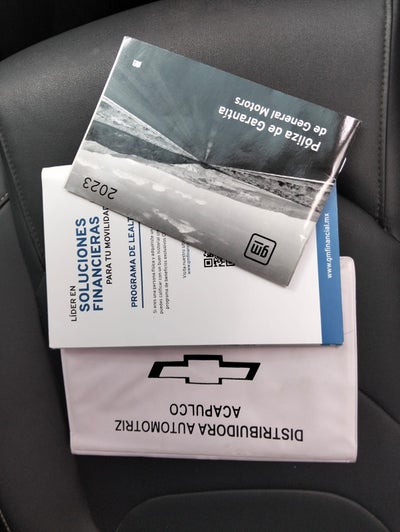 Póliza de Garantía
de General Motors
2023
gm
LÍDER EN
SOLUCIONES
FINANCIERAS
PARA TU MOVILIDAD
PROGRAMA DE LEALT
www.gmfinancial.mx
DISTRIBUIDORA AUTOMOTRIZ
ACAPULCO